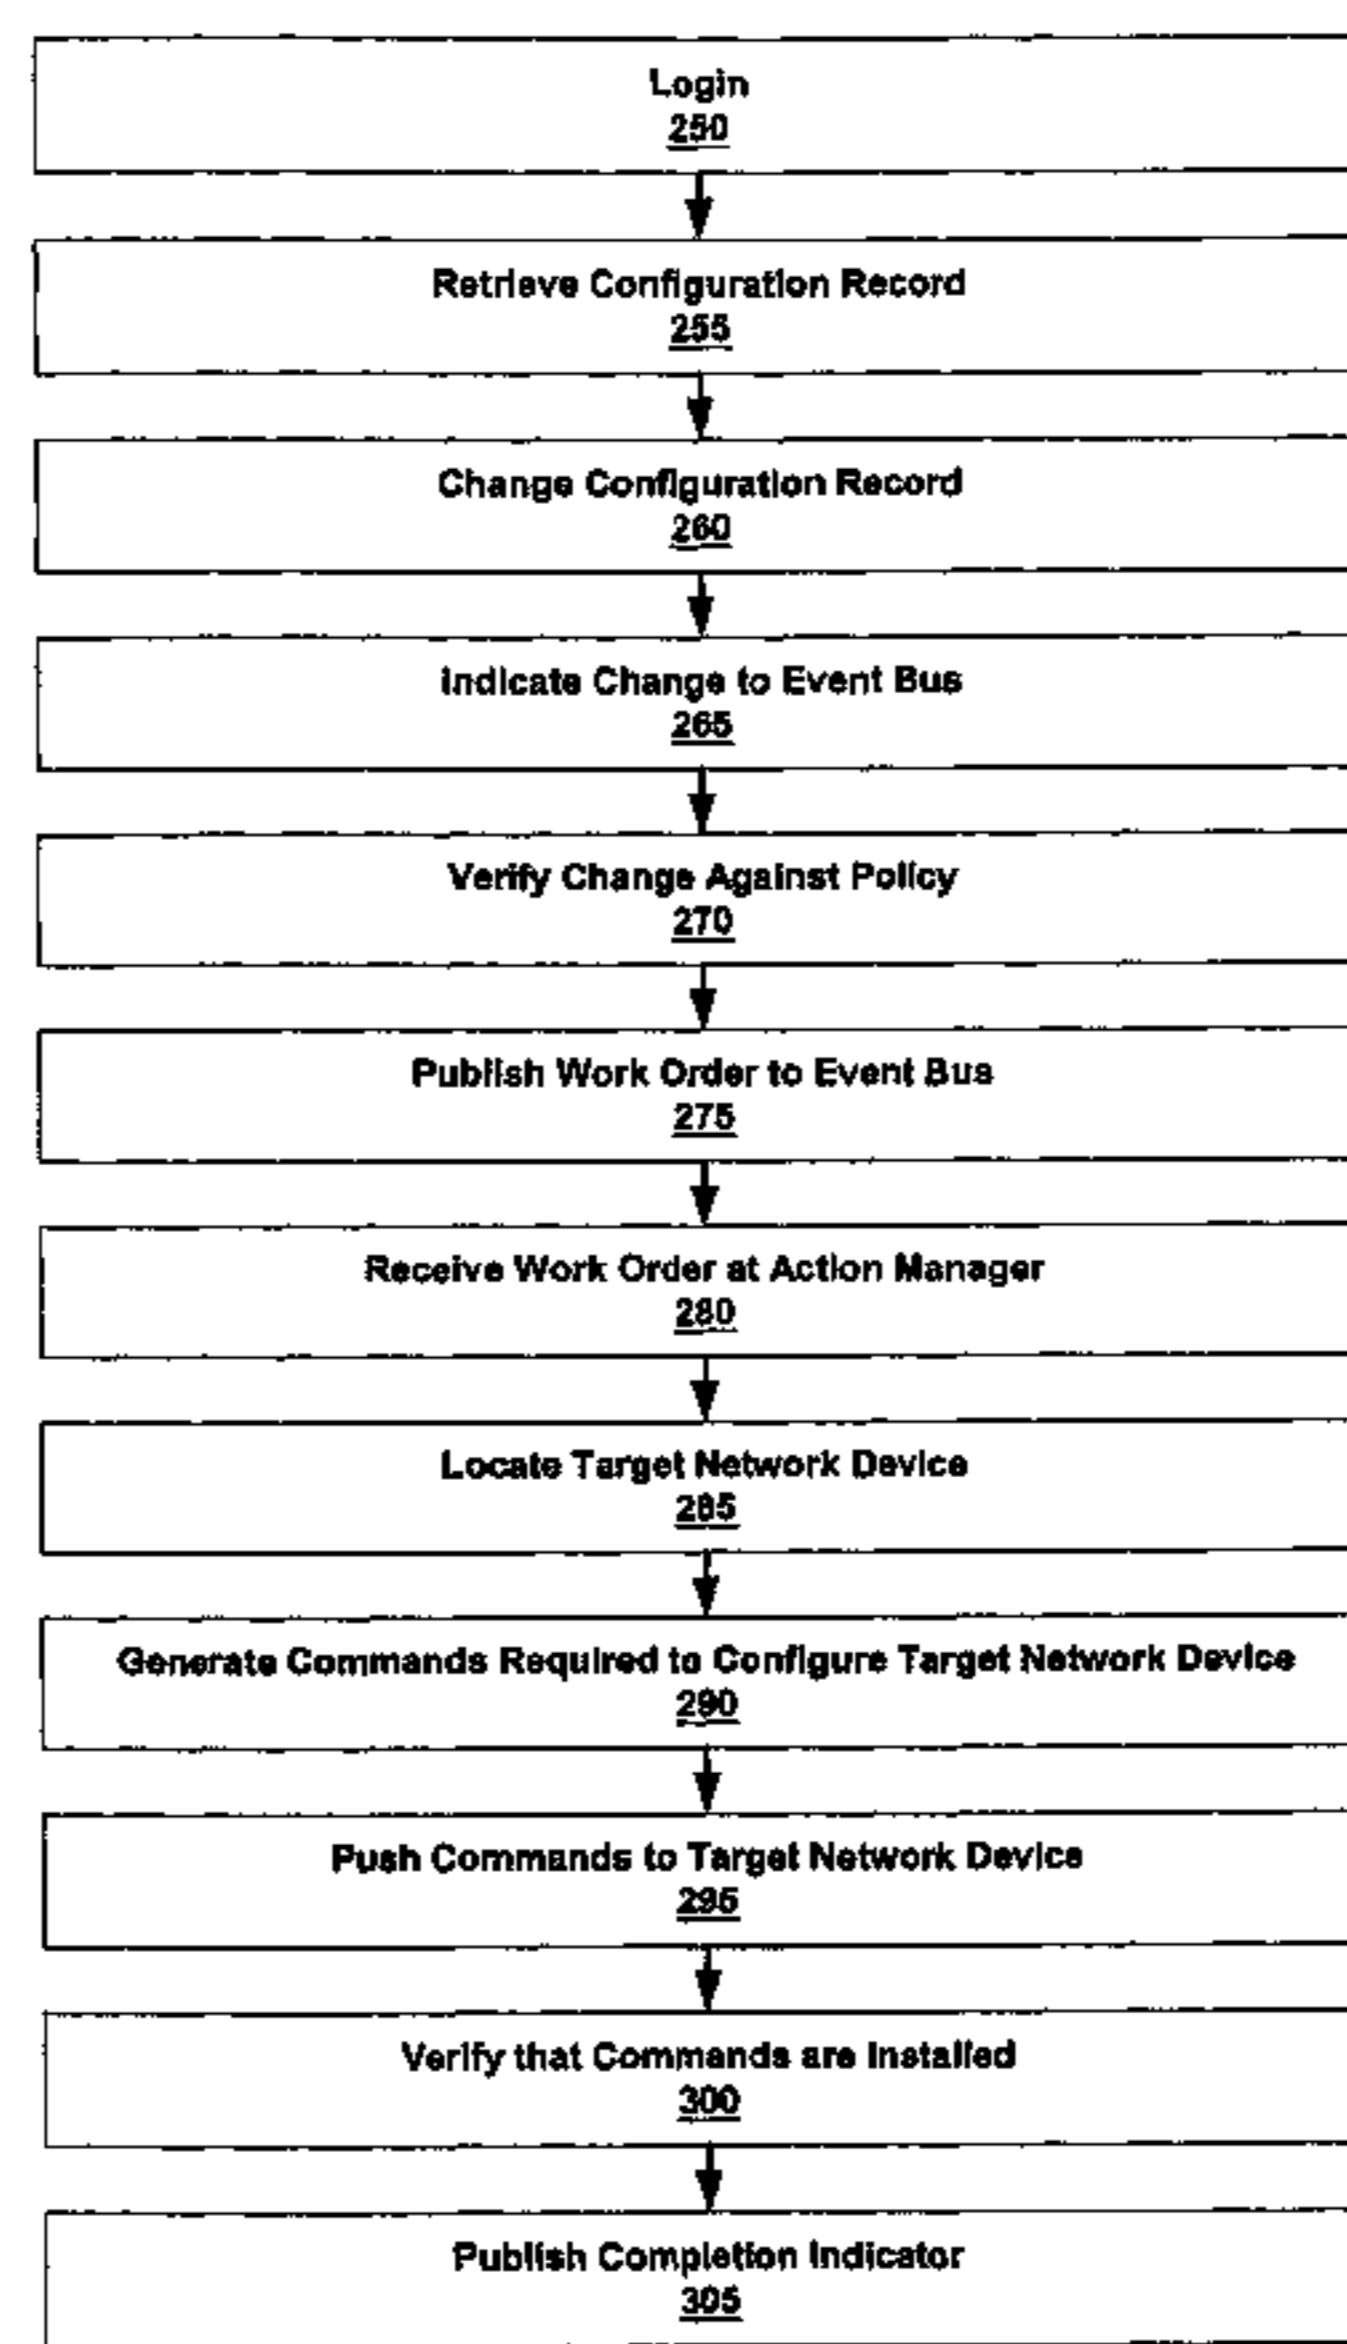 Login
250
Retrieve Configuration Record
255
Change Configuration Record
260
Indicate Change to Event Bus
265
Verify Change Against Policy
270
Publish Work Order to Event Bus
275
Receive Work Order at Action Manager
280
Locate Target Network Device
285
Generate Commands Required to Configure Target Network Device
290
Push Commands to Target Network Device
295
Verify that Commands are Installed
300
Publish Completion Indicator
305